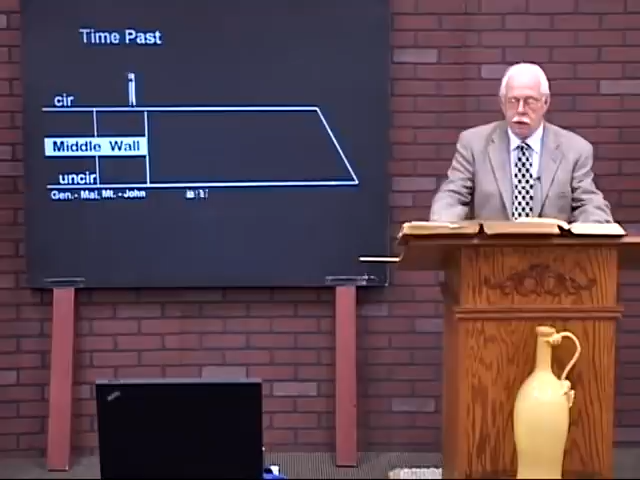 Time Past
cir
Middle Wall
uncir
Gen.- Mal. Mt. - John